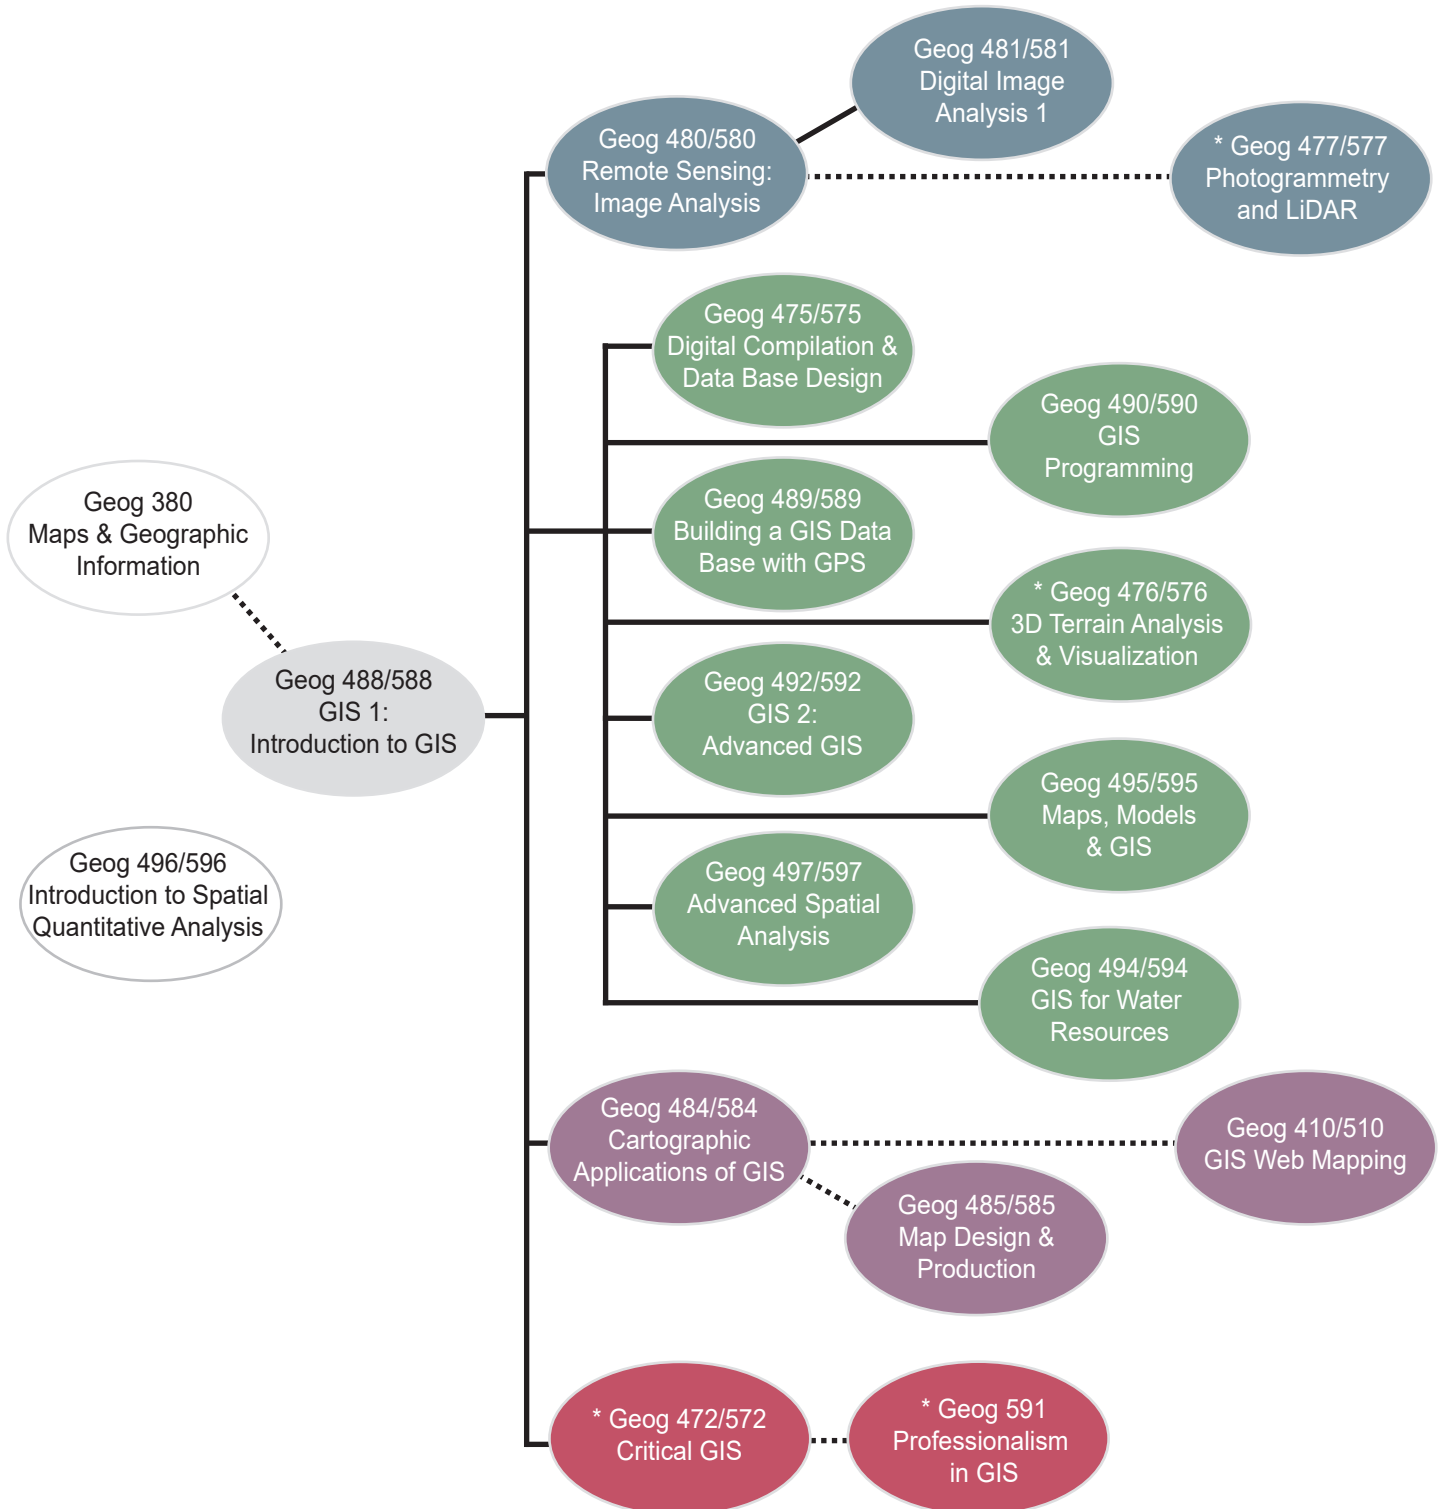 Geog 481/581
Digital Image
Analysis 1
Geog 480/580
Remote Sensing:
Image Analysis
* Geog 477/577
Photogrammetry
and LiDAR
Geog 475/575
Digital Compilation &
Data Base Design
Geog 490/590
GIS
Programming
Geog 380
Maps & Geographic
Information
Geog 489/589
Building a GIS Data
Base with GPS
* Geog 476/576
3D Terrain Analysis
& Visualization
Geog 488/588
GIS 1:
Introduction to GIS
Geog 492/592
GIS 2:
Advanced GIS
Geog 495/595
Maps, Models
& GIS
Geog 496/596
Introduction to Spatial
Quantitative Analysis
Geog 497/597
Advanced Spatial
Analysis
Geog 494/594
GIS for Water
Resources
Geog 484/584
Cartographic
Applications of GIS
Geog 410/510
GIS Web Mapping
Geog 485/585
Map Design &
Production
* Geog 472/572
Critical GIS
* Geog 591
Professionalism
in GIS